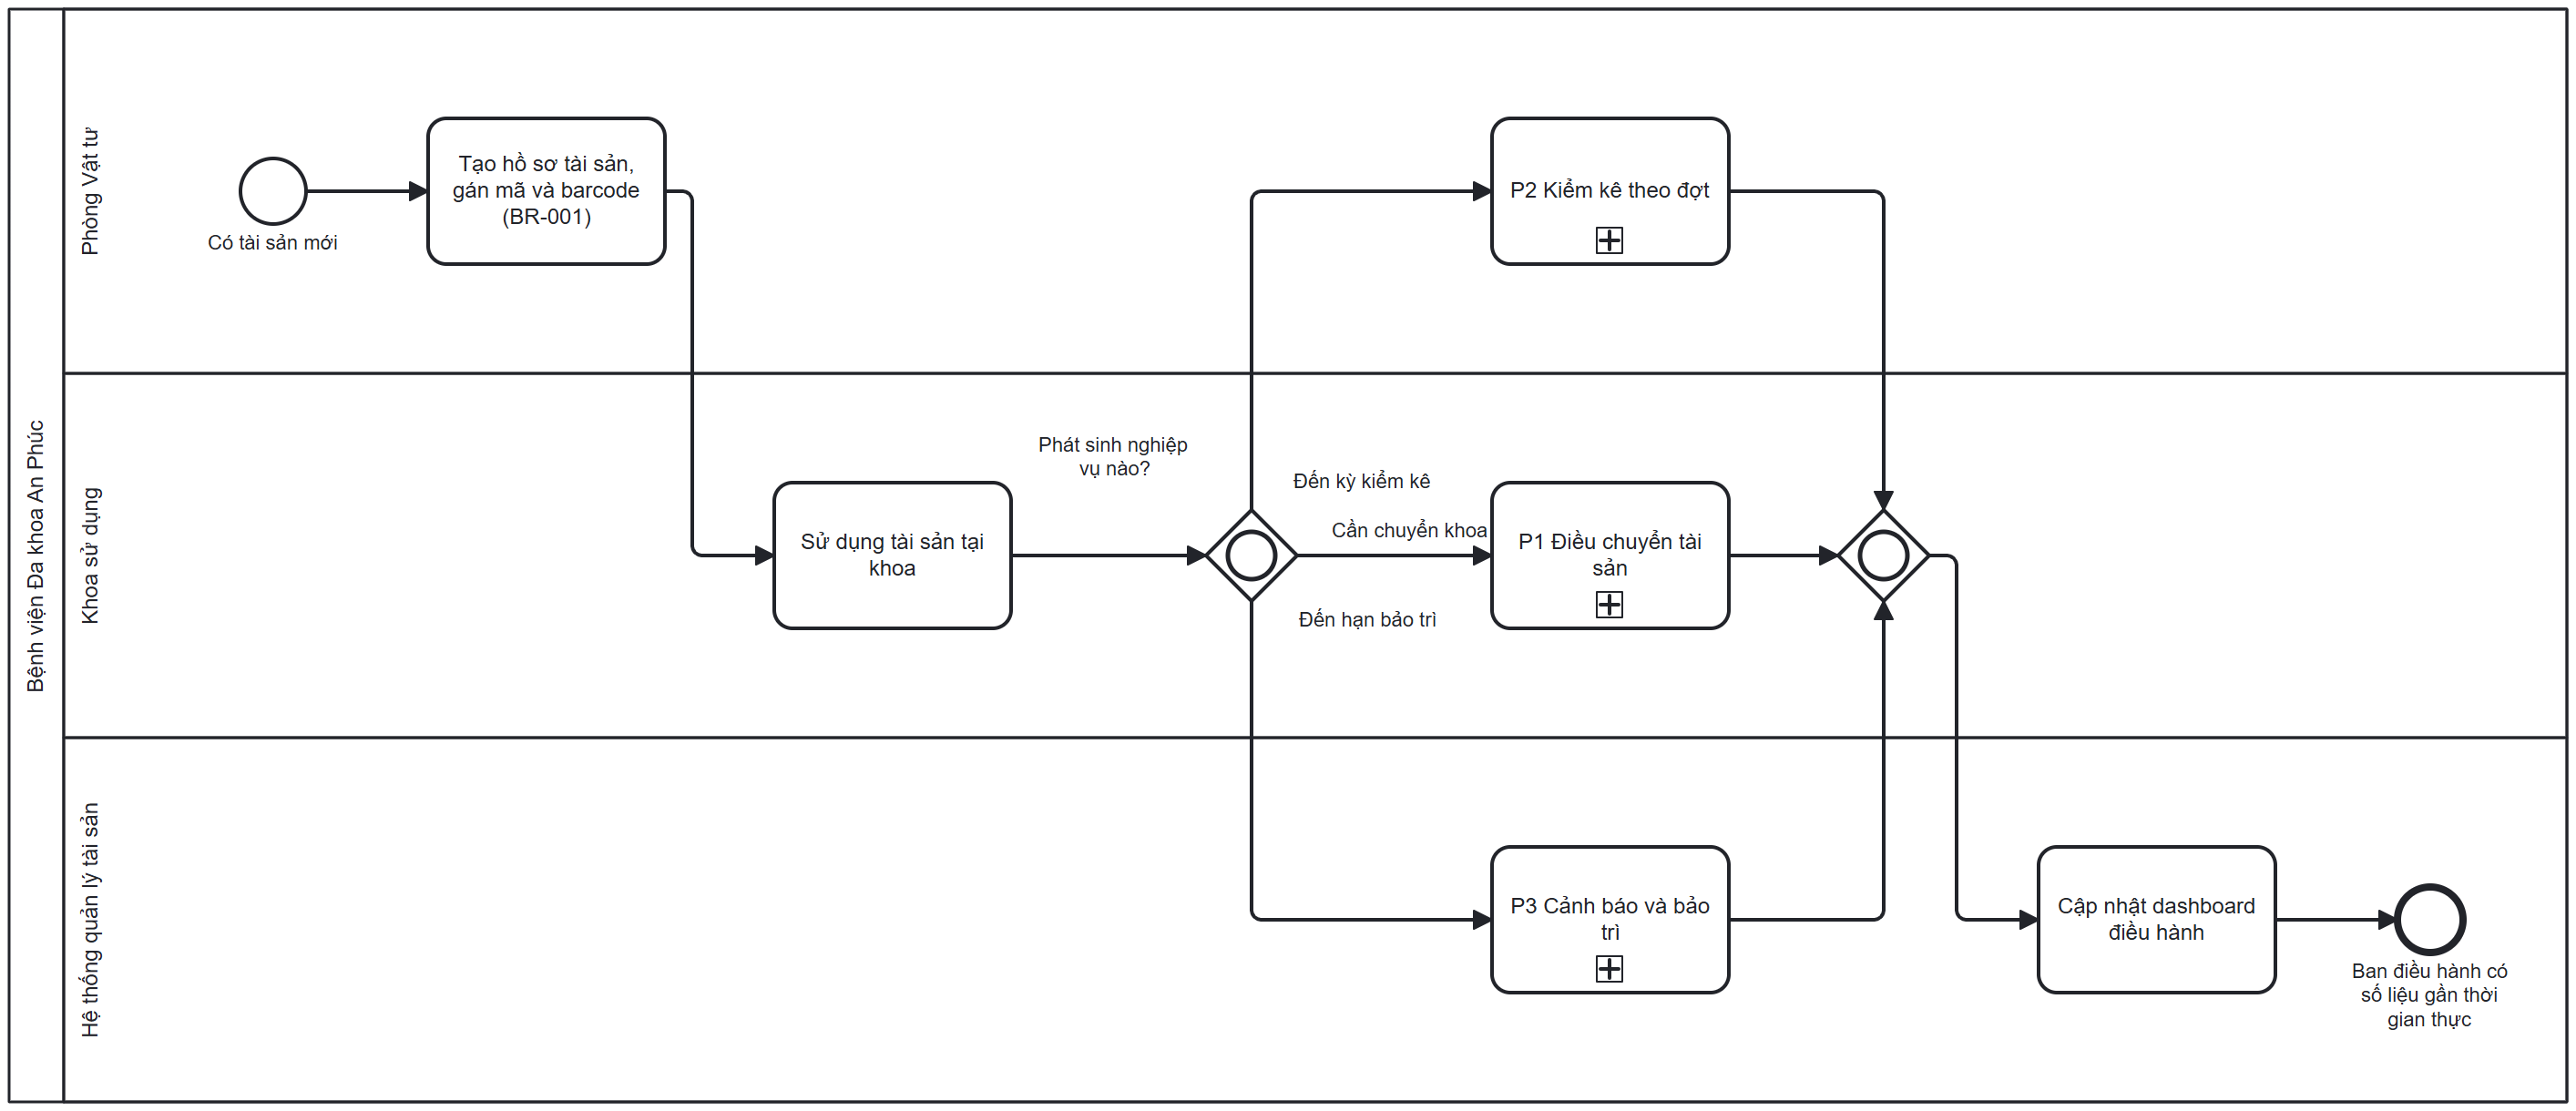 Bệnh viện Đa khoa An Phúc
Phòng Vật tư
Có tài sản mới
Tạo hồ sơ tài sản,
gán mã và barcode
(BR-001)
P2 Kiểm kê theo đợt
Khoa sử dụng
Sử dụng tài sản tại
khoa
Phát sinh nghiệp
vụ nào?
Đến kỳ kiểm kê
Cần chuyển khoa
Đến hạn bảo trì
P1 Điều chuyển tài
sản
Hệ thống quản lý tài sản
P3 Cảnh báo và bảo
trì
Cập nhật dashboard
điều hành
Ban điều hành có
số liệu gần thời
gian thực